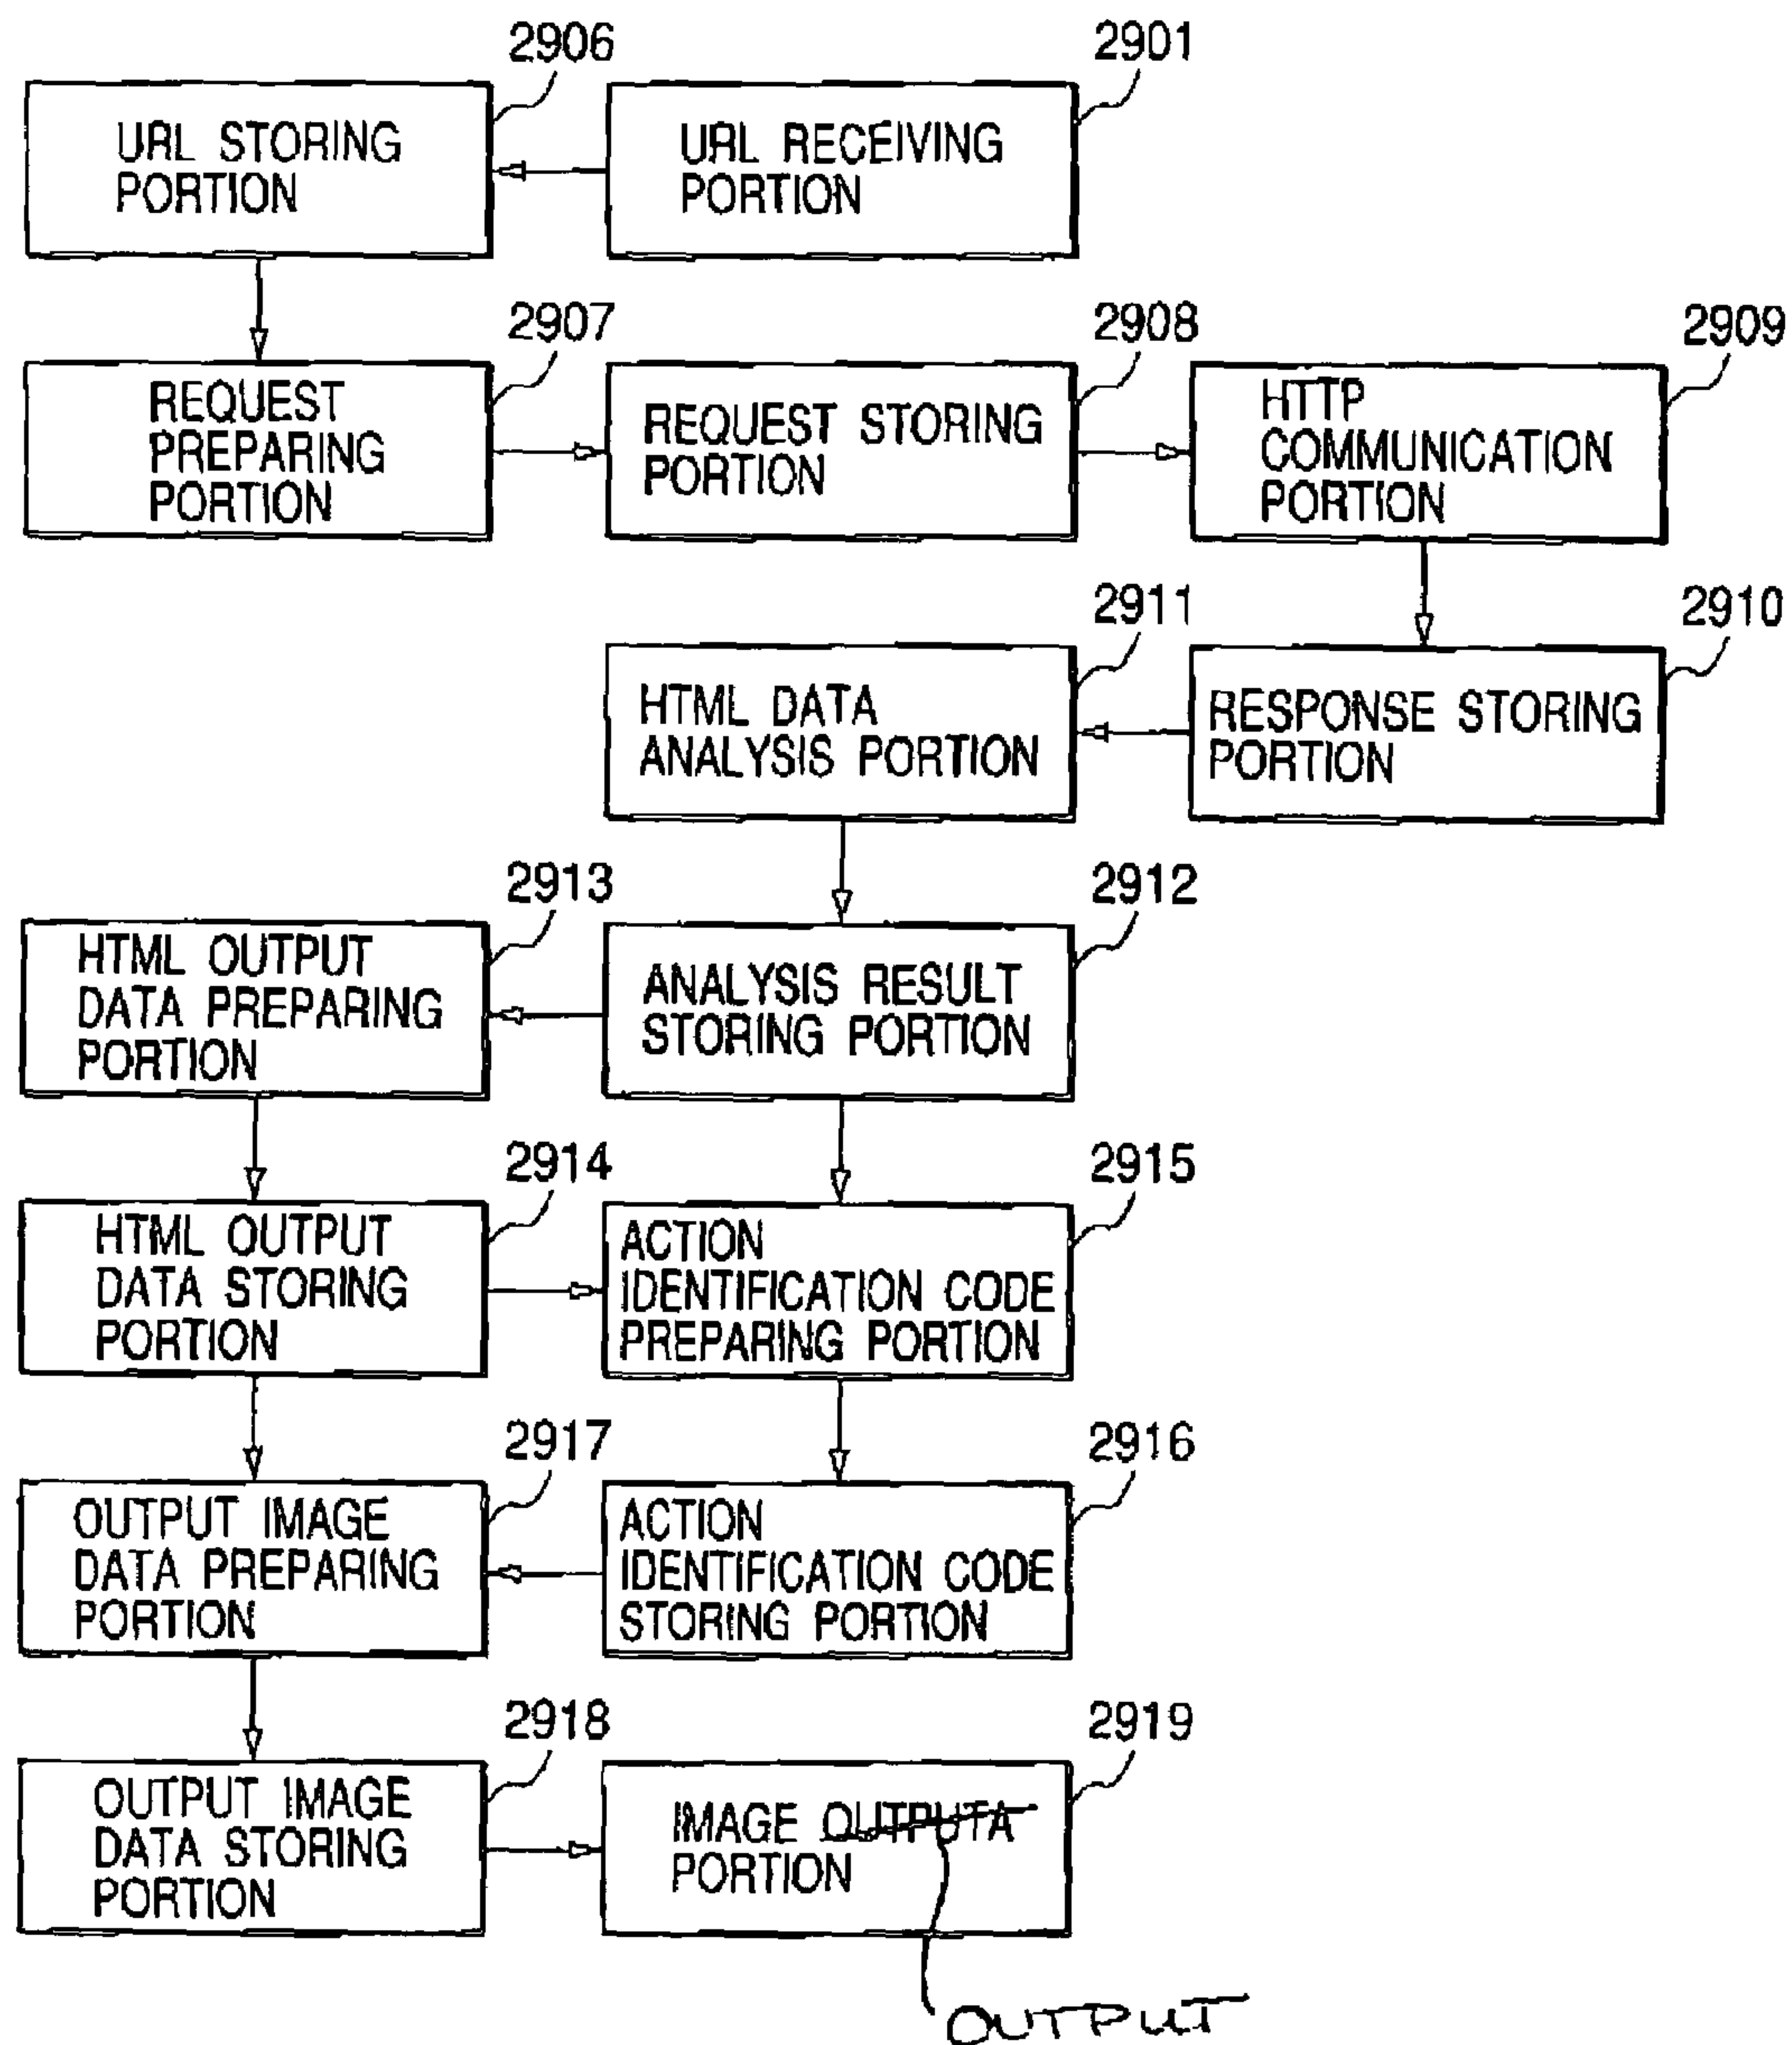 2906
2901
URL STORING
PORTION
URL RECEIVING
PORTION
2907
2908
2909
REQUEST
PREPARING
PORTION
REQUEST STORING
PORTION
HTTP
COMMUNICATION
PORTION
2911
2910
HTML DATA
ANALYSIS PORTION
RESPONSE STORING
PORTION
2913
2912
HTML OUTPUT
DATA PREPARING
PORTION
ANALYSIS RESULT
STORING PORTION
2914
2915
HTML OUTPUT
DATA STORING
PORTION
ACTION
IDENTIFICATION CODE
PREPARING PORTION
2917
2916
OUTPUT IMAGE
DATA PREPARING
PORTION
ACTION
IDENTIFICATION CODE
STORING PORTION
2918
2919
OUTPUT IMAGE
DATA STORING
PORTION
IMAGE OUTPUTA
PORTION
OUTPUT